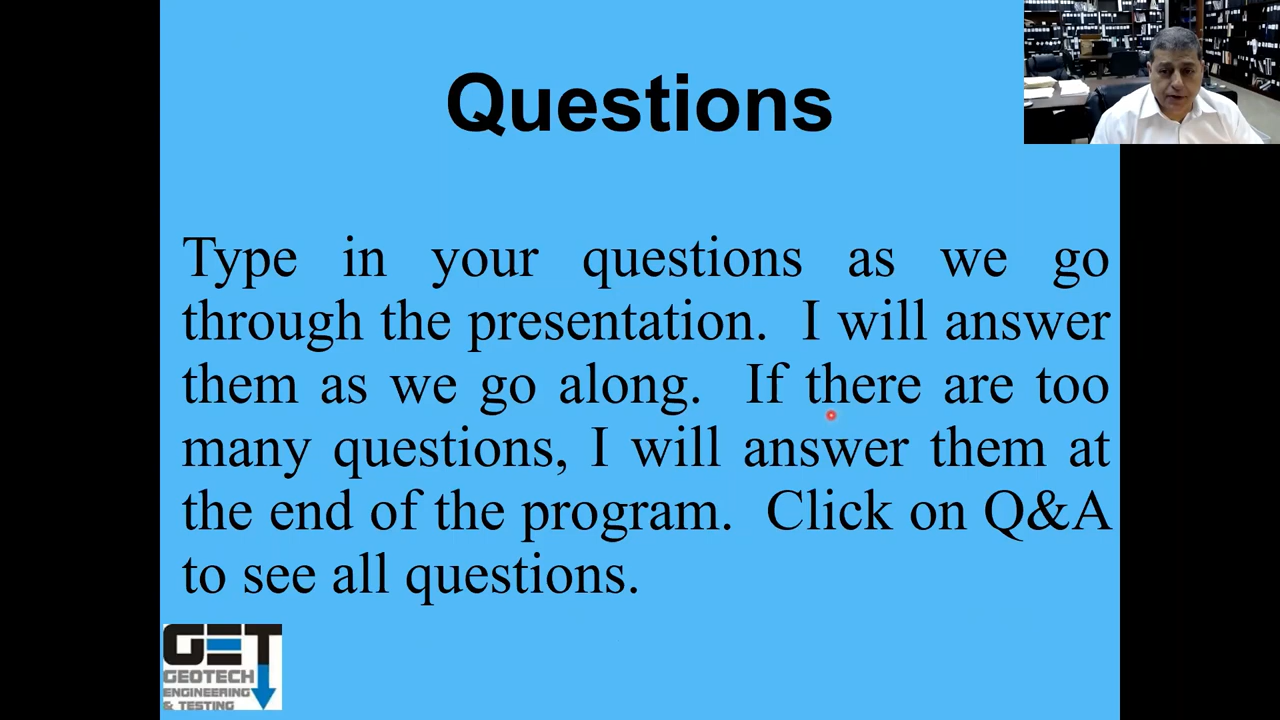 Questions
Type in your questions as we go
through the presentation. I will answer
them as we go along. If there are too
many questions, I will answer them at
the end of the program. Click on Q&A
to see all questions.
GET
GEOTECH
ENGINEERING
& TESTING